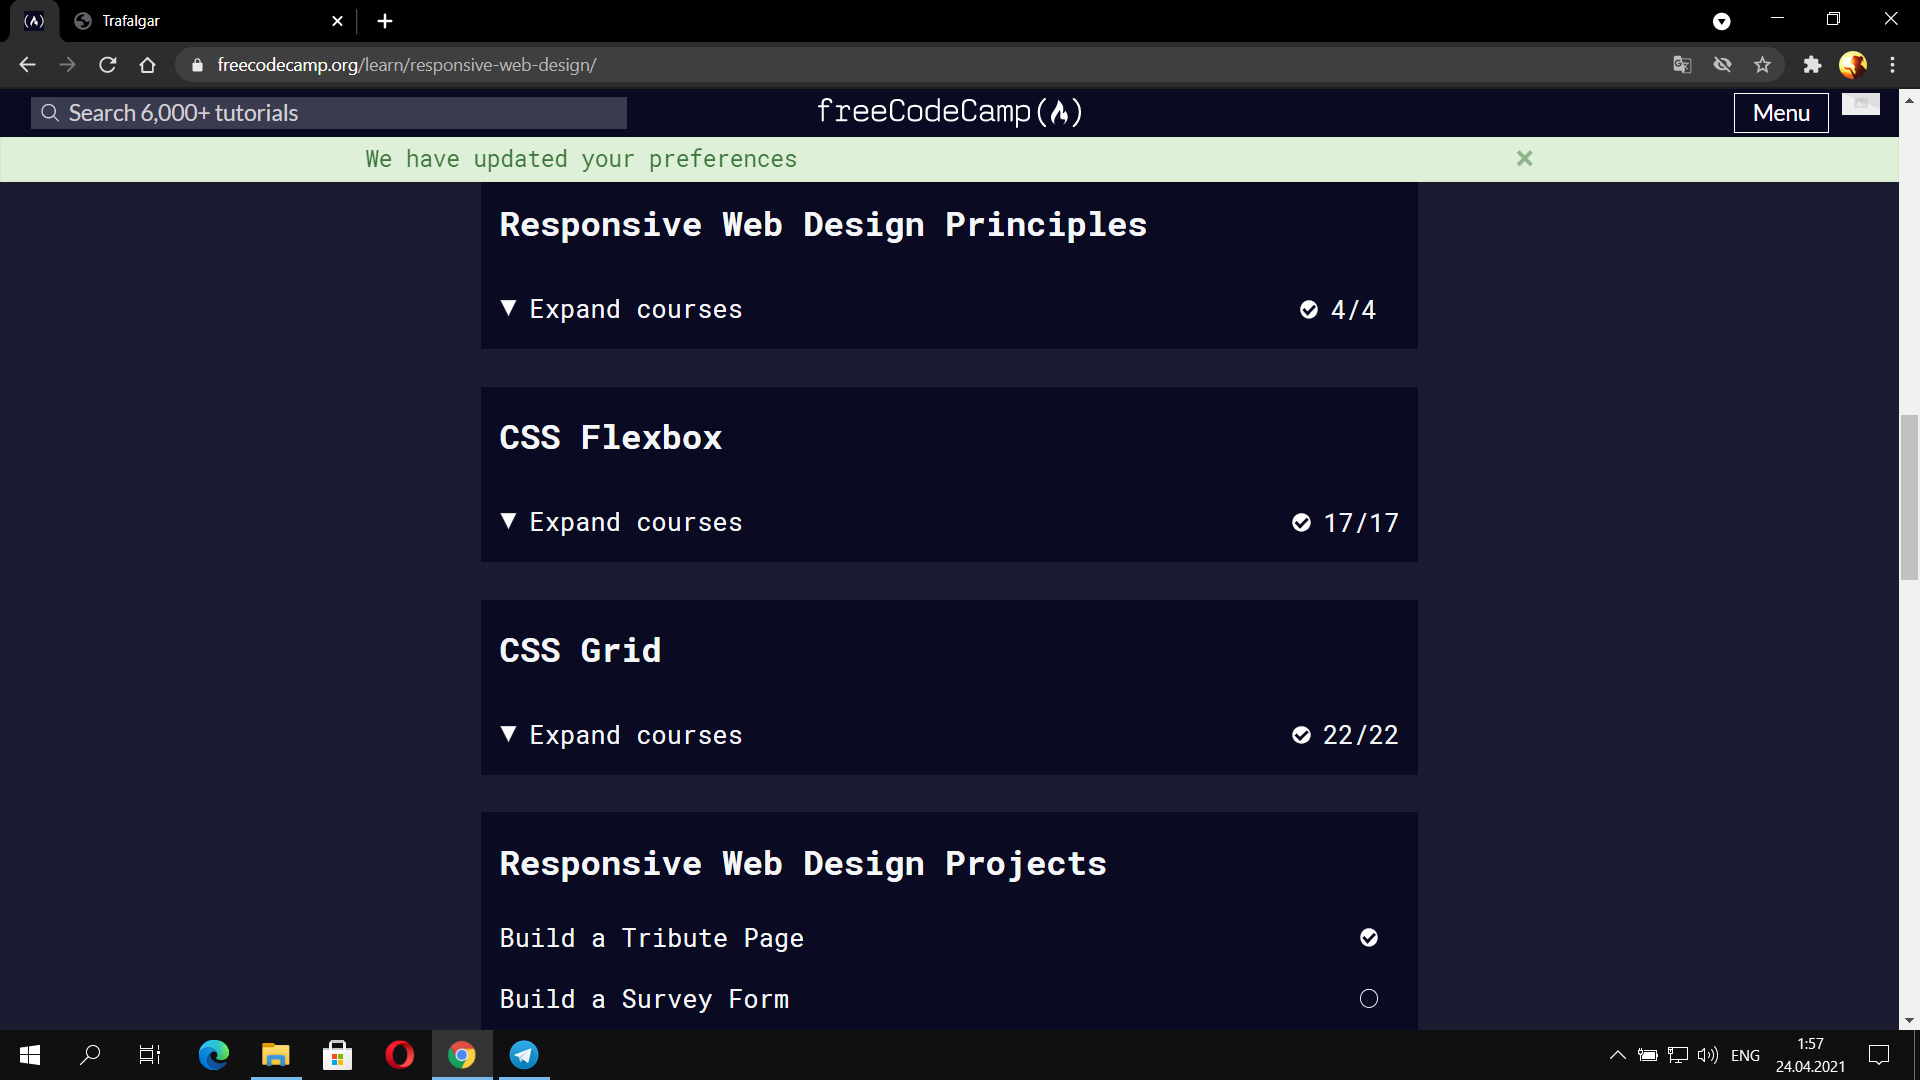 Trafalgar
freecodecamp.org/learn/responsive-web-design/
Search 6,000+ tutorials
freeCodeCamp(🔥)
Menu
We have updated your preferences
Responsive Web Design Principles
Expand courses 4/4
CSS Flexbox
Expand courses 17/17
CSS Grid
Expand courses 22/22
Responsive Web Design Projects
Build a Tribute Page
Build a Survey Form
ENG
1:57
24.04.2021